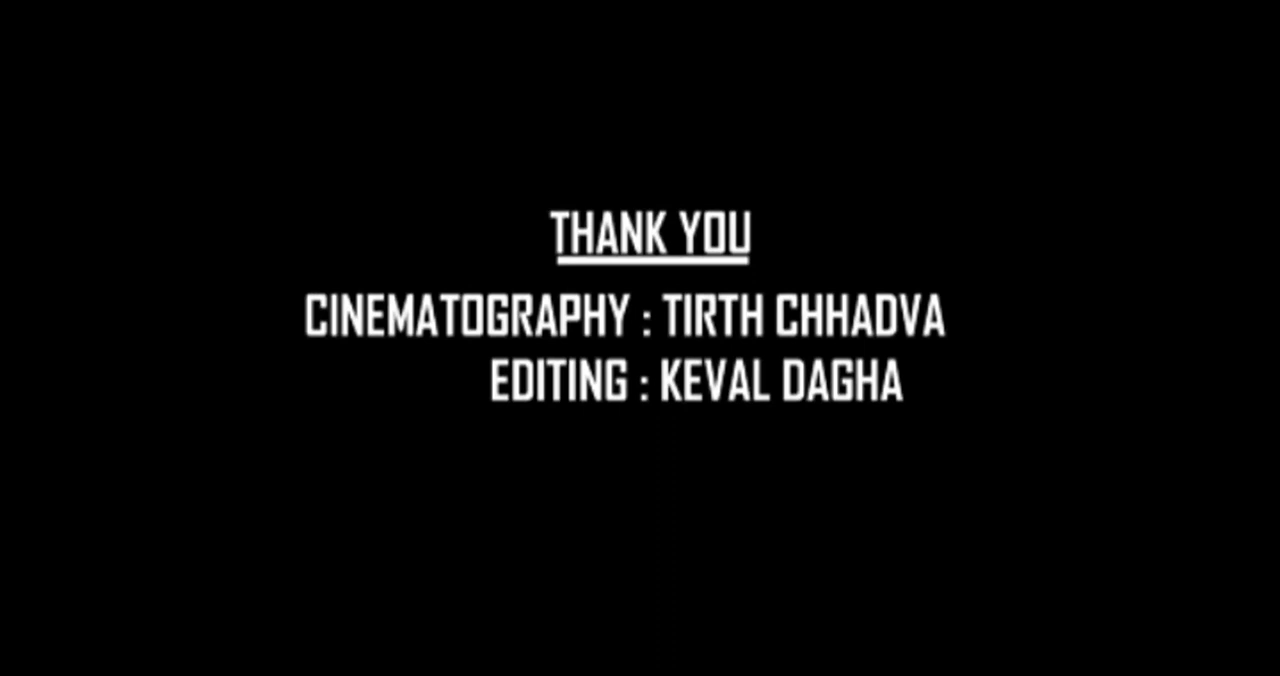 THANK YOU
CINEMATOGRAPHY : TIRTH CHHADVA
EDITING : KEVAL DAGHA